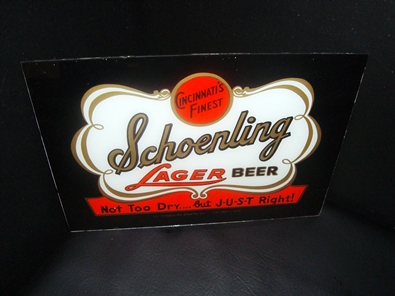 CINCINNATI'S
FINEST
Schoenling
LAGER BEER
Not Too Dry.... But J-U-S-T Right!